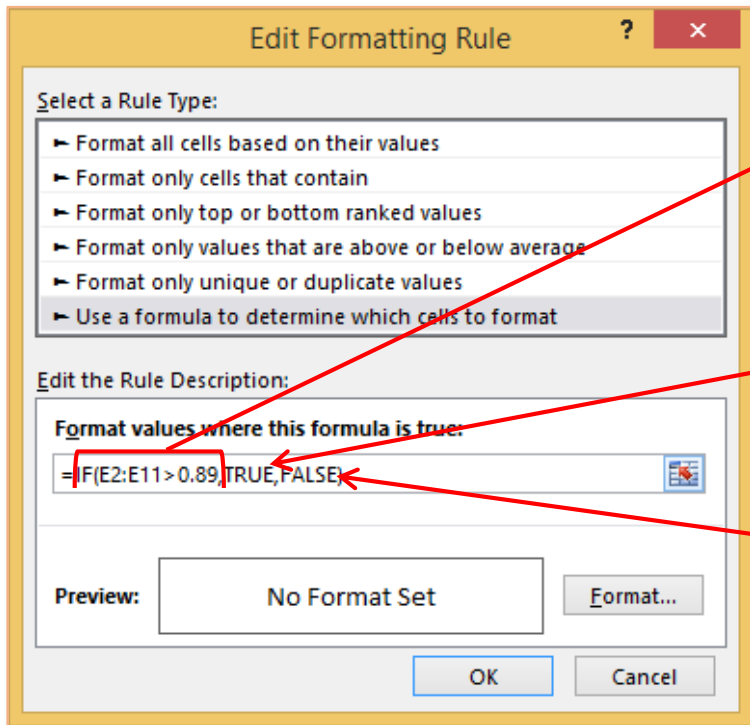 Edit Formatting Rule ? ×
Select a Rule Type:
► Format all cells based on their values
► Format only cells that contain
► Format only top or bottom ranked values
► Format only values that are above or below average
► Format only unique or duplicate values
► Use a formula to determine which cells to format
Edit the Rule Description:
Format values where this formula is true:
=IF(E2:E11>0.89,TRUE,FALSE)
Preview: No Format Set Format...
OK Cancel